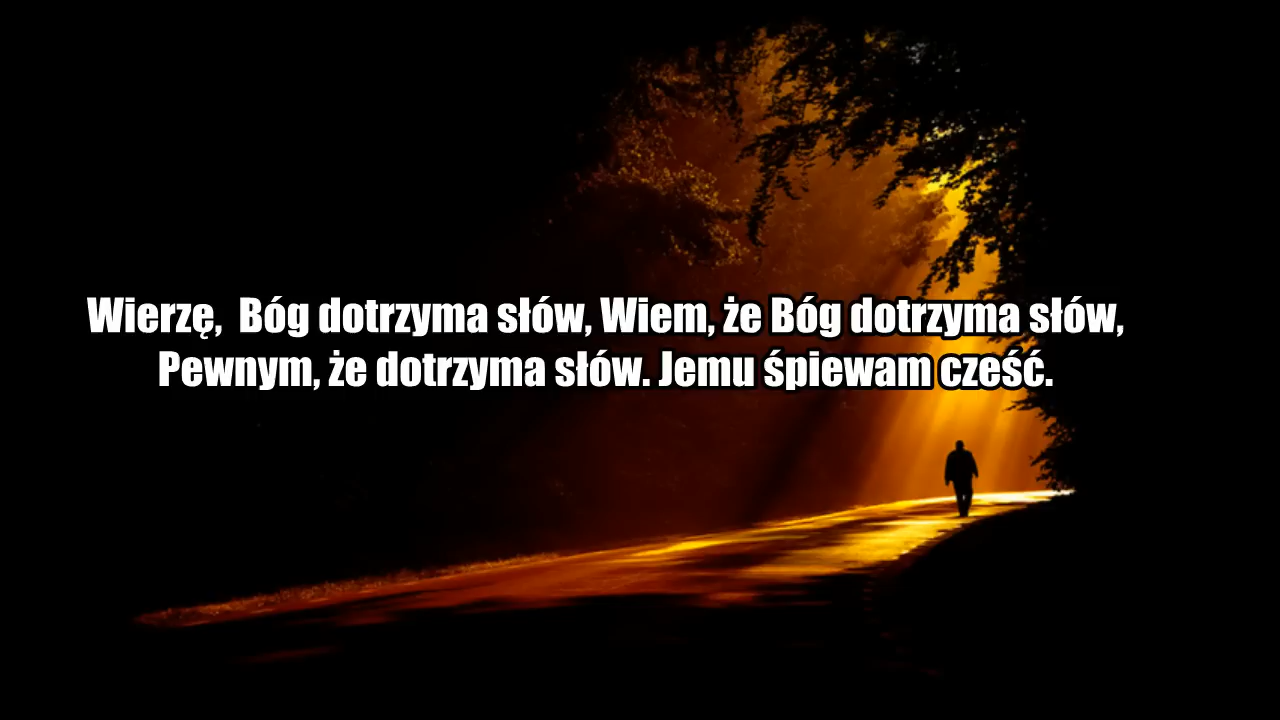 Wierzę,  Bóg dotrzyma słów, Wiem, że Bóg dotrzyma słów,
Pewnym, że dotrzyma słów. Jemu śpiewam cześć.